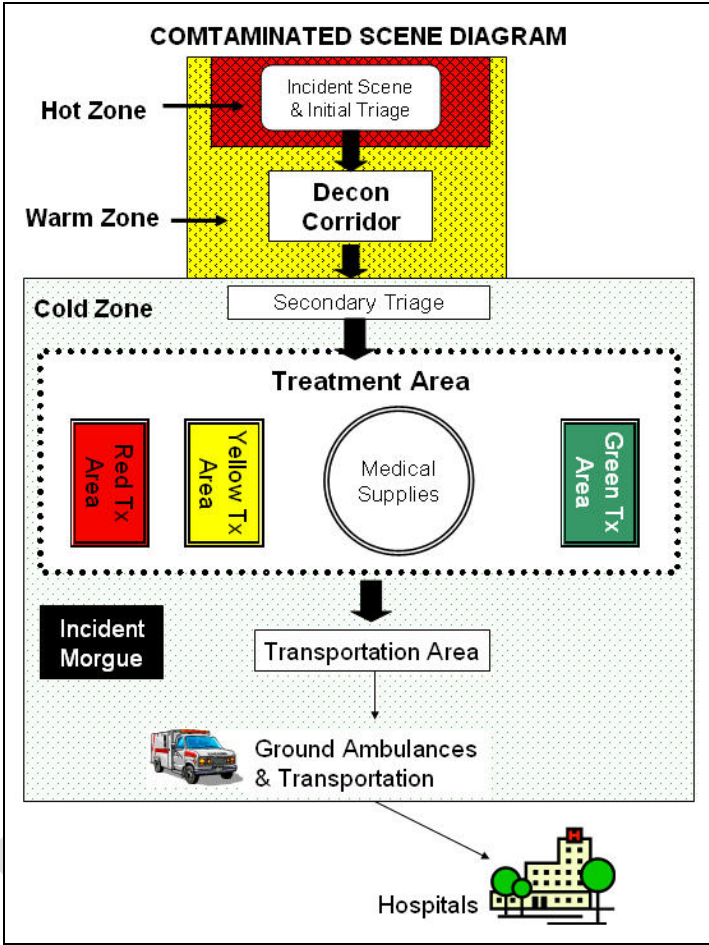 COMTAMINATED SCENE DIAGRAM
Incident Scene
& Initial Triage
Hot Zone
Decon
Corridor
Warm Zone
Secondary Triage
Cold Zone
Treatment Area
Red Tx
Area
Yellow Tx
Area
Medical
Supplies
Green Tx
Area
Incident
Morgue
Transportation Area
Ground Ambulances
& Transportation
H
Hospitals